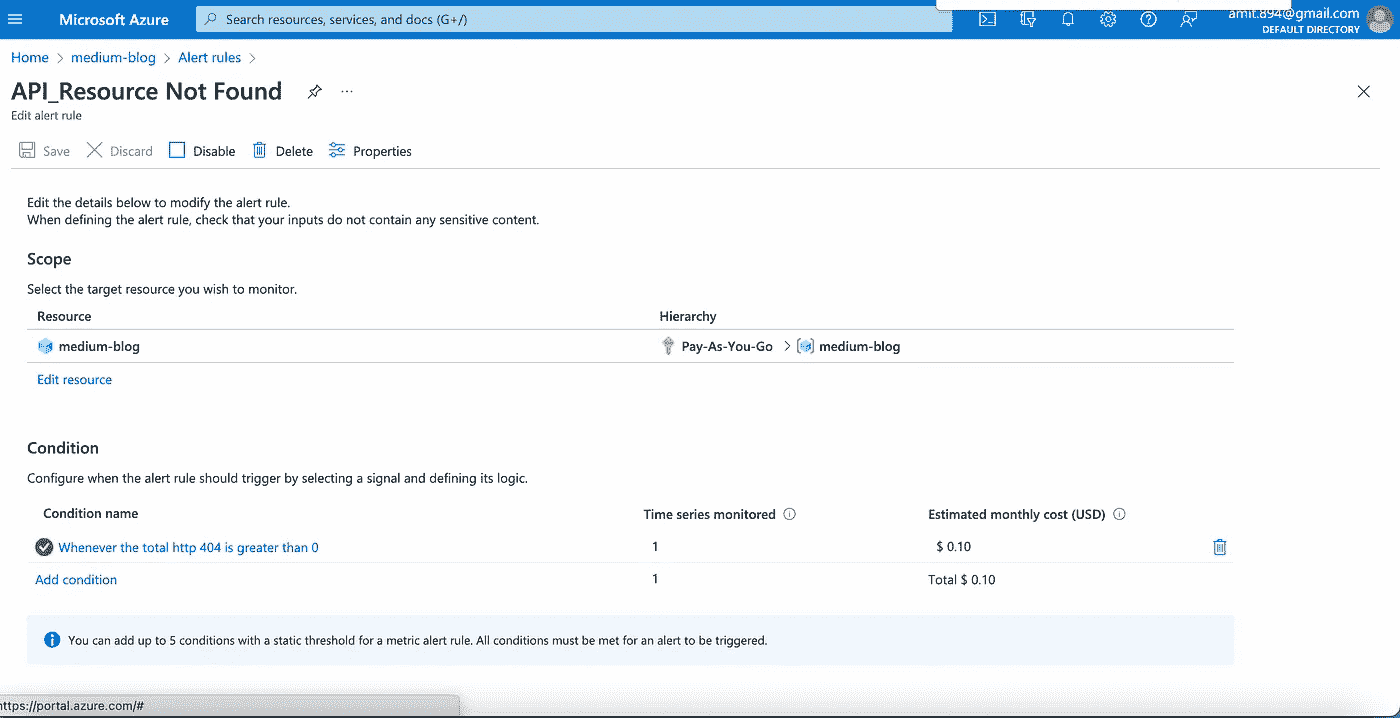 Microsoft Azure
Search resources, services, and docs (G+/)
amit.894@gmail.com
DEFAULT DIRECTORY
Home > medium-blog > Alert rules >
API_Resource Not Found
Edit alert rule
Save Discard Disable Delete Properties
Edit the details below to modify the alert rule.
When defining the alert rule, check that your inputs do not contain any sensitive content.
Scope
Select the target resource you wish to monitor.
Resource Hierarchy
medium-blog Pay-As-You-Go > medium-blog
Edit resource
Condition
Configure when the alert rule should trigger by selecting a signal and defining its logic.
Condition name Time series monitored Estimated monthly cost (USD)
Whenever the total http 404 is greater than 0 1 $ 0.10
Add condition 1 Total $ 0.10
You can add up to 5 conditions with a static threshold for a metric alert rule. All conditions must be met for an alert to be triggered.
https://portal.azure.com/#